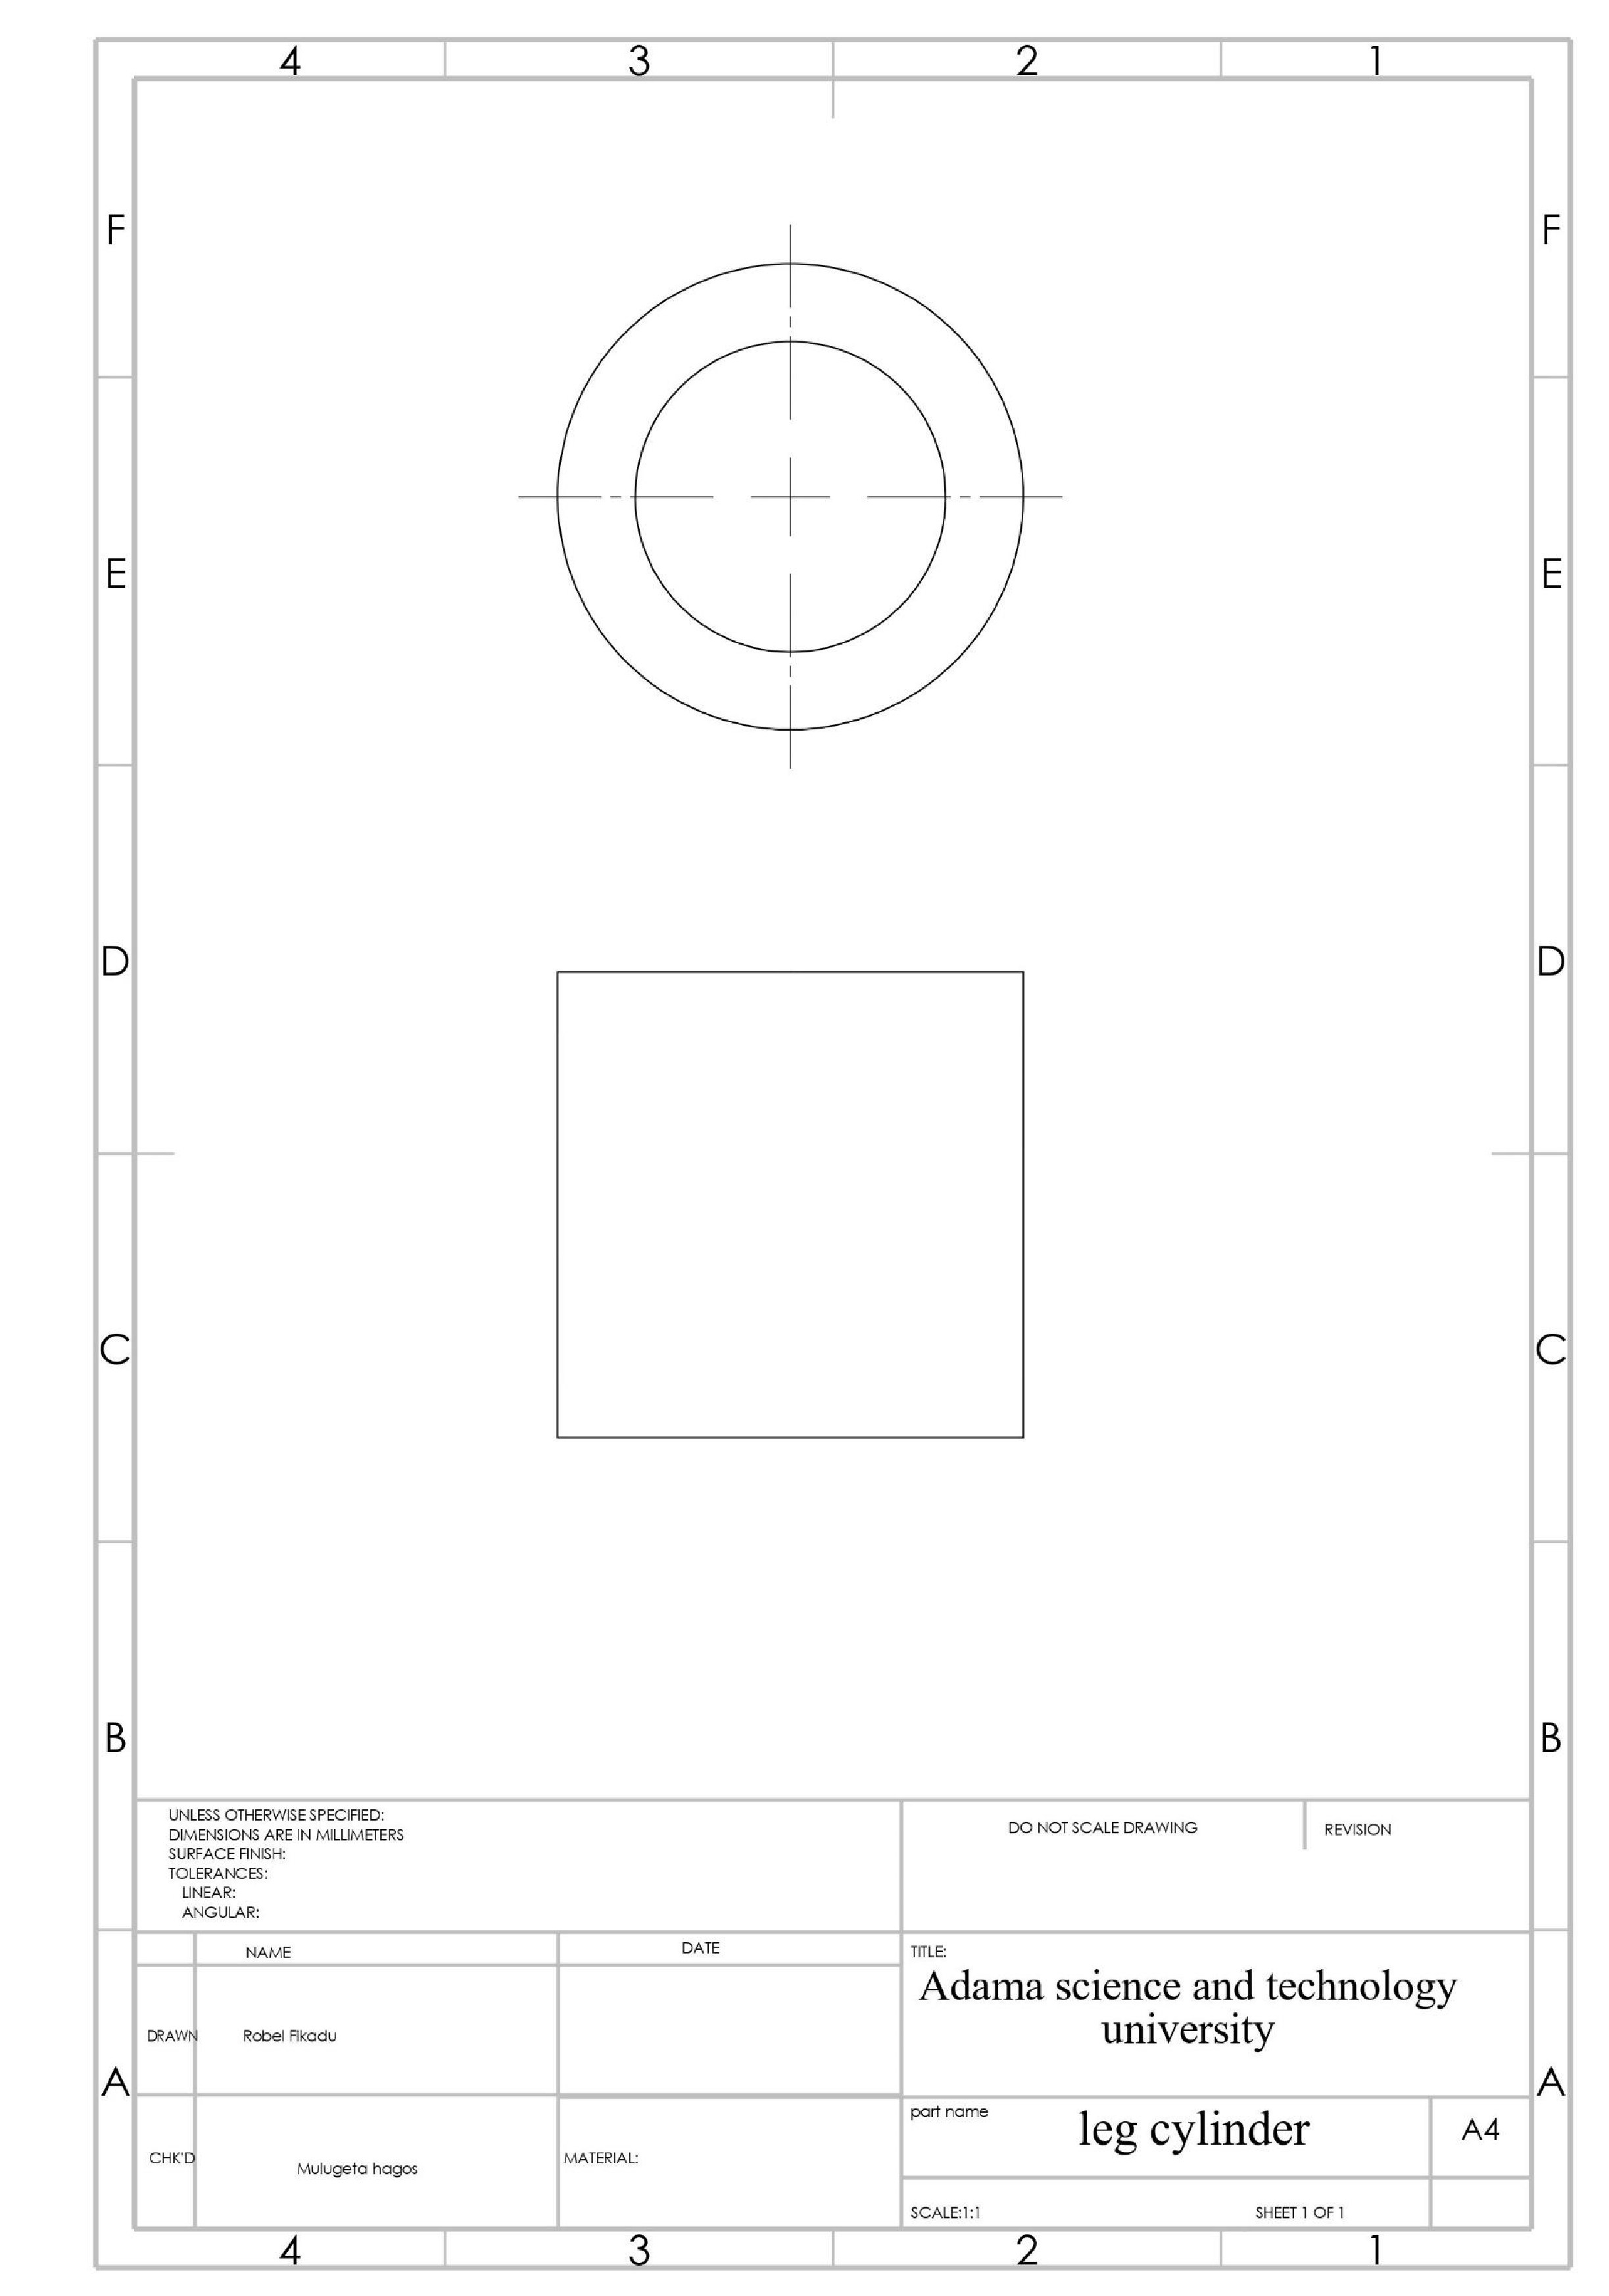 4 3 2 1
F F
E E
D D
C C
B B
UNLESS OTHERWISE SPECIFIED:
DIMENSIONS ARE IN MILLIMETERS
SURFACE FINISH:
TOLERANCES:
LINEAR:
ANGULAR:
DO NOT SCALE DRAWING
REVISION
NAME
DATE
DRAWN
Robel Fikadu
CHK'D
Mulugeta hagos
MATERIAL:
TITLE:
Adama science and technology
university
part name
leg cylinder
A4
SCALE:1:1
SHEET 1 OF 1
A A
4 3 2 1